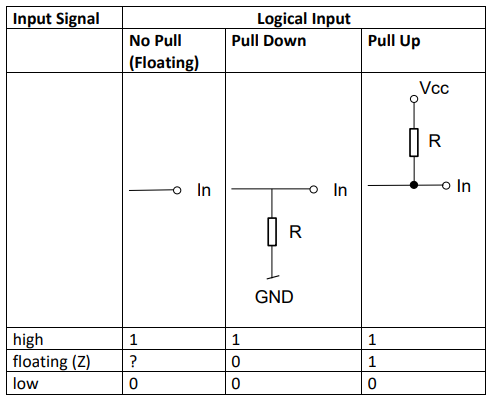 Input Signal Logical Input
No Pull (Floating) Pull Down Pull Up
Vcc
R
In In In
R
GND
high 1 1 1
floating (Z) ? 0 1
low 0 0 0